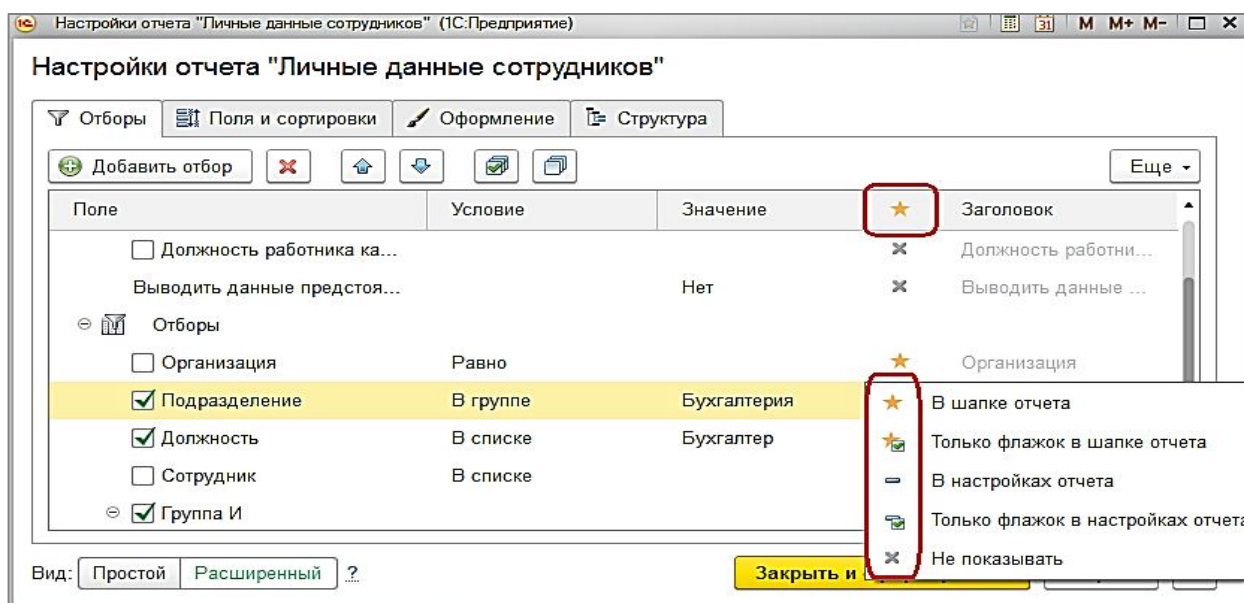 Настройки отчета "Личные данные сотрудников" (1С:Предприятие) 31 M M+ M-
Настройки отчета "Личные данные сотрудников"
Отборы Поля и сортировки Оформление Структура
Добавить отбор Еще
Поле Условие Значение Заголовок
Должность работника ка... Должность работни...
Выводить данные предстоя... Нет Выводить данные ...
Отборы
Организация Равно Организация
Подразделение В группе Бухгалтерия В шапке отчета
Должность В списке Бухгалтер Только флажок в шапке отчета
Сотрудник В списке В настройках отчета
Группа И Только флажок в настройках отчета
Не показывать
Вид: Простой Расширенный ? Закрыть и